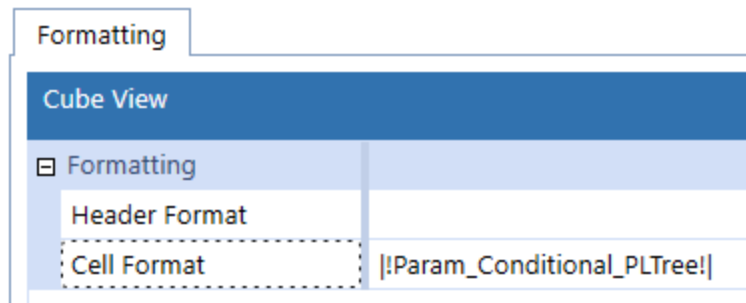 Formatting
Cube View
Formatting
Header Format
Cell Format |!Param_Conditional_PLTree!|